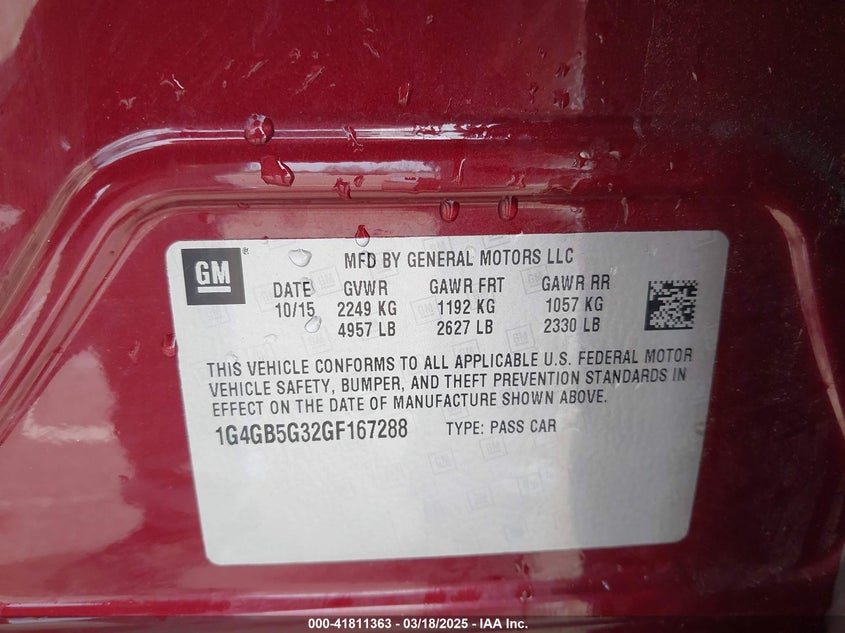 GM ®
MFD BY GENERAL MOTORS LLC
DATE GVWR GAWR FRT GAWR RR
10/15 2249 KG 1192 KG 1057 KG
4957 LB 2627 LB 2330 LB
THIS VEHICLE CONFORMS TO ALL APPLICABLE U.S. FEDERAL MOTOR
VEHICLE SAFETY, BUMPER, AND THEFT PREVENTION STANDARDS IN
EFFECT ON THE DATE OF MANUFACTURE SHOWN ABOVE.
1G4GB5G32GF167288 TYPE: PASS CAR
000-41811363 — 03/18/2025 — IAA Inc.